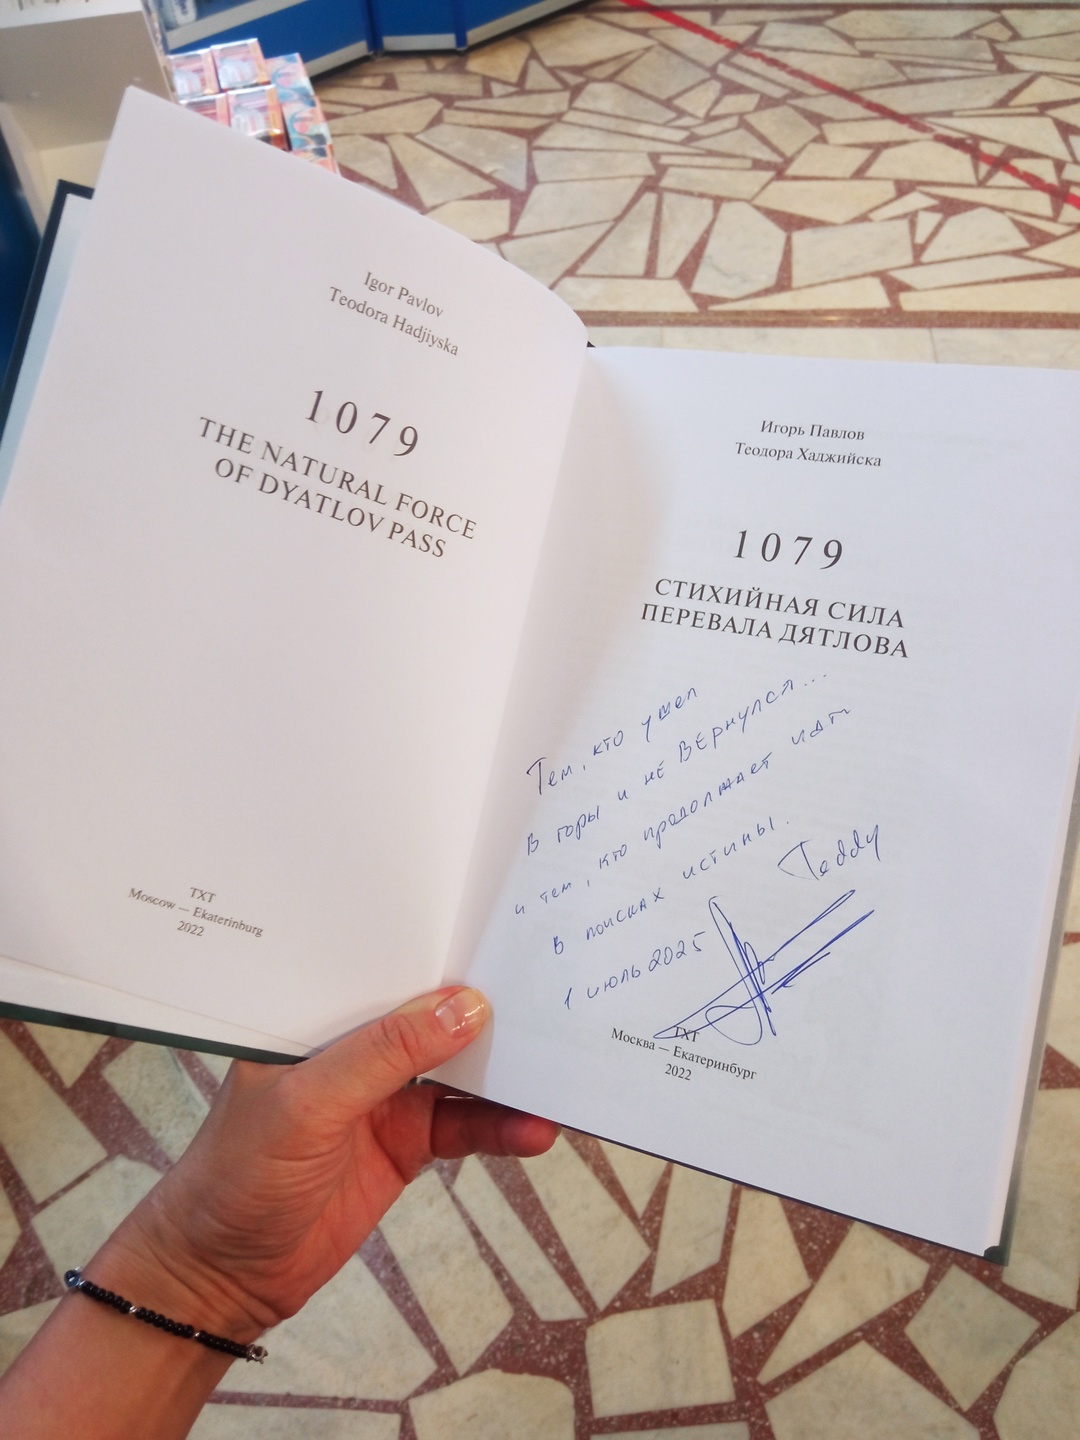 Igor Pavlov
Teodora Hadjiyska
1079
THE NATURAL FORCE
OF DYATLOV PASS
TXT
Moscow — Ekaterinburg
2022
Игорь Павлов
Теодора Хаджийска
1079
СТИХИЙНАЯ СИЛА
ПЕРЕВАЛА ДЯТЛОВА
Тем, кто ушел
в горы и не вернулся...
и тем, кто продолжает идти
в поисках истины.
Teddy
1 июль 2025
ТХТ
Москва — Екатеринбург
2022